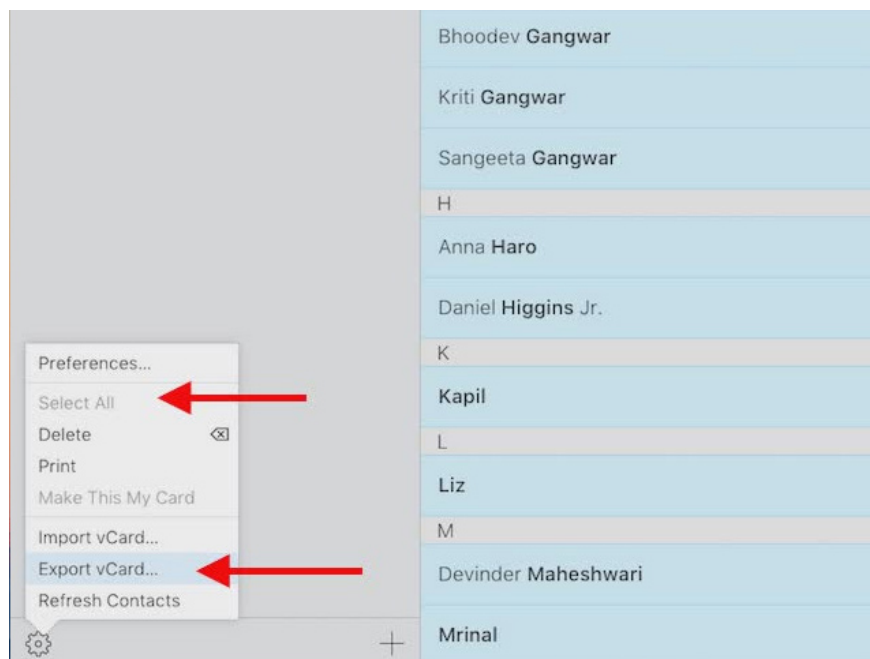 Preferences...
Select All
Delete
Print
Make This My Card
Import vCard...
Export vCard...
Refresh Contacts
Bhoodev Gangwar
Kriti Gangwar
Sangeeta Gangwar
H
Anna Haro
Daniel Higgins Jr.
K
Kapil
L
Liz
M
Devinder Maheshwari
Mrinal